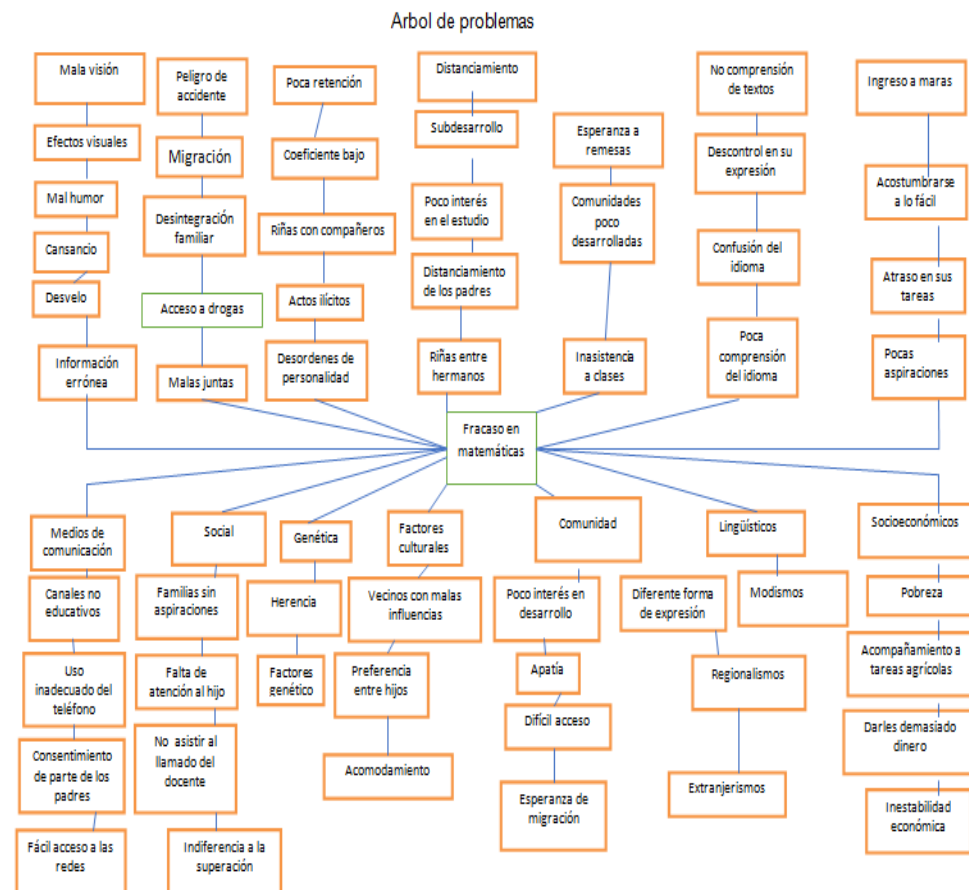 Arbol de problemas
Mala visión
Efectos visuales
Mal humor
Cansancio
Desvelo
Información
errónea
Peligro de
accidente
Migración
Desintegración
familiar
Acceso a drogas
Malas juntas
Poca retención
Coeficiente bajo
Riñas con compañeros
Actos ilícitos
Desordenes de
personalidad
Distanciamiento
Subdesarrollo
Poco interés
en el estudio
Distanciamiento
de los padres
Riñas entre
hermanos
Esperanza a
remesas
Comunidades
poco
desarrolladas
Inasistencia
a clases
No comprensión
de textos
Descontrol en su
expresión
Confusión del
idioma
Poca
comprensión
del idioma
Ingreso a maras
Acostumbrarse
a lo fácil
Atraso en sus
tareas
Pocas
aspiraciones
Fracaso en
matemáticas
Medios de
comunicación
Canales no
educativos
Uso
inadecuado del
teléfono
Consentimiento
de parte de los
padres
Fácil acceso a las
redes
Social
Familias sin
aspiraciones
Falta de
atención al hijo
No asistir al
llamado del
docente
Indiferencia a la
superación
Genética
Herencia
Factores
genético
Factores
culturales
Vecinos con malas
influencias
Preferencia
entre hijos
Acomodamiento
Comunidad
Poco interés en
desarrollo
Apatía
Difícil acceso
Esperanza de
migración
Lingüísticos
Modismos
Diferente forma
de expresión
Regionalismos
Extranjerismos
Socioeconómicos
Pobreza
Acompañamiento a
tareas agrícolas
Darles demasiado
dinero
Inestabilidad
económica